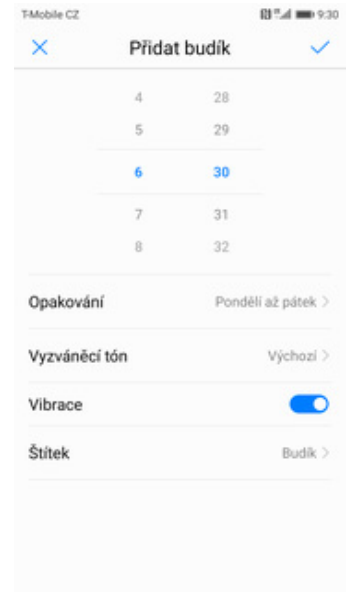 T-Mobile CZ 9:30
Přidat budík
4 28
5 29
6 30
7 31
8 32
Opakování Pondělí až pátek
Vyzváněcí tón Výchozí
Vibrace
Štítek Budík